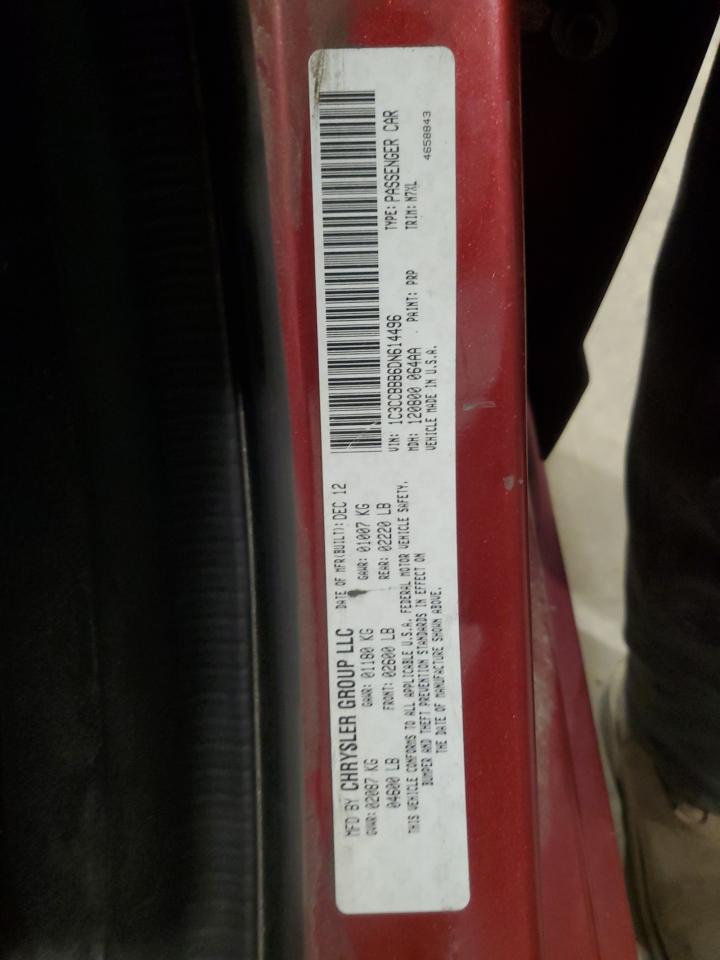 MFD BY CHRYSLER GROUP LLC DATE OF MFR(BUILT): DEC 12
GVWR: 02087 KG GAWR: 01180 KG GAWR: 01007 KG
04600 LB FRONT: 02600 LB REAR: 02220 LB
THIS VEHICLE CONFORMS TO ALL APPLICABLE U.S.A. FEDERAL MOTOR VEHICLE SAFETY,
BUMPER AND THEFT PREVENTION STANDARDS IN EFFECT ON
THE DATE OF MANUFACTURE SHOWN ABOVE.
VIN: 1C3CCBBB6DN614496 TYPE: PASSENGER CAR
MDH: 120800 064AA PAINT: PRP TRIM: N7XL
VEHICLE MADE IN U.S.A. 4658843